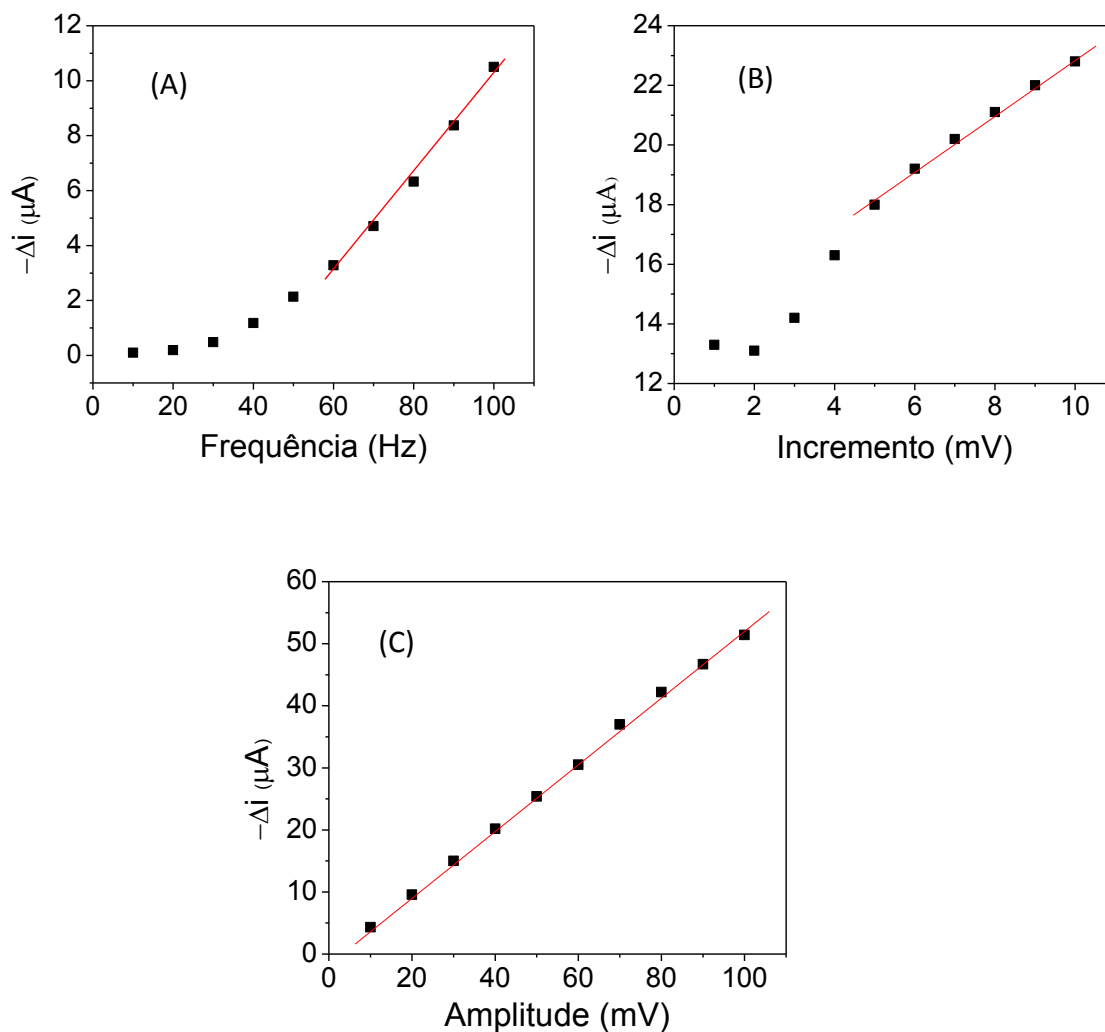 (A)
12
10
8
6
4
2
0
−Δi (μA)
0 20 40 60 80 100
Frequência (Hz)
(B)
24
22
20
18
16
14
12
−Δi (μA)
0 2 4 6 8 10
Incremento (mV)
(C)
60
50
40
30
20
10
0
−Δi (μA)
0 20 40 60 80 100
Amplitude (mV)